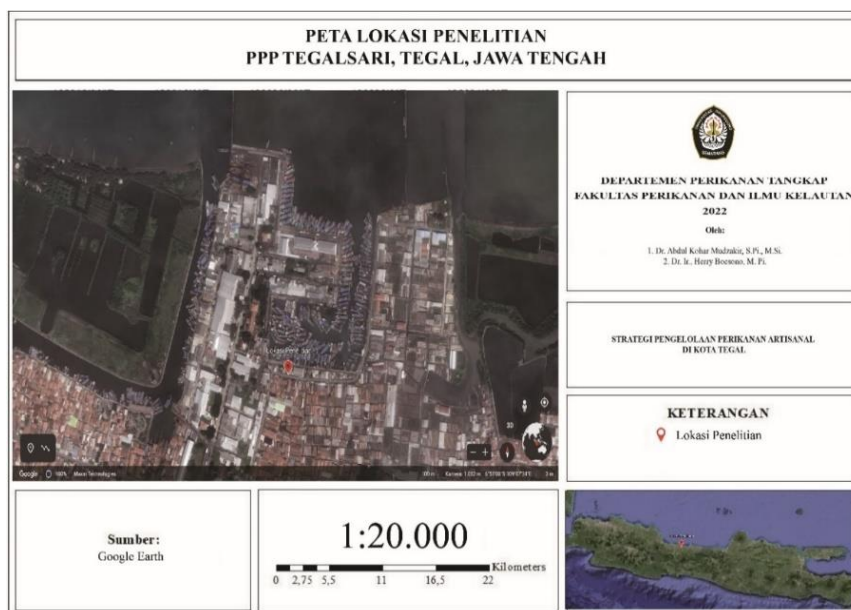 PETA LOKASI PENELITIAN
PPP TEGALSARI, TEGAL, JAWA TENGAH
DEPARTEMEN PERIKANAN TANGKAP
FAKULTAS PERIKANAN DAN ILMU KELAUTAN
2022
Oleh:
1. Dr. Abdul Kohar Mudzakir, S.Pi., M.Si.
2. Dr. Ir. Herry Boesono, M. Pi.
STRATEGI PENGELOLAAN PERIKANAN ARTISANAL
DI KOTA TEGAL
KETERANGAN
Lokasi Penelitian
3D
Google 100%
Sumber:
Google Earth
1:20.000
Kilometers
0 2,75 5,5 11 16,5 22